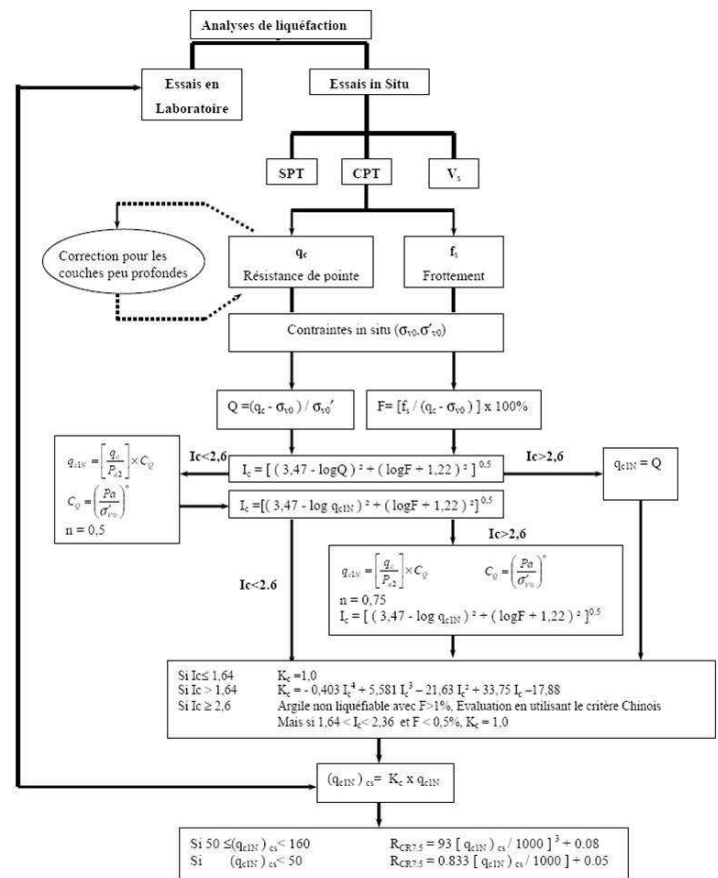 Analyses de liquéfaction
Essais en
Laboratoire
Essais in Situ
SPT
CPT
Vs
Correction pour les
couches peu profondes
qc
Résistance de pointe
fs
Frottement
Contraintes in situ (σv0,σ'v0)
Q =(qc - σv0) / σv0'
F= [fs / (qc - σv0) ] x 100%
Ic<2,6
Ic>2,6
qc1N = [qc / Pa2] × CQ
CQ = (Pa / σ'V0)^n
n = 0,5
Ic = [ ( 3,47 - logQ ) ² + ( logF + 1,22 ) ² ] 0,5
qc1N = Q
Ic =[( 3,47 - log qc1N ) ² + ( logF + 1,22 ) ²] 0,5
Ic>2,6
Ic<2.6
qc1N = [qc / Pa2] × CQ CQ = (Pa / σ'V0)^n
n = 0,75
Ic = [ ( 3,47 - log qc1N ) ² + ( logF + 1,22 ) ² ]0,5
Si Ic≤ 1,64 Kc =1,0
Si Ic > 1,64 Kc = - 0,403 Ic⁴ + 5,581 Ic³ – 21,63 Ic² + 33,75 Ic –17,88
Si Ic ≥ 2,6 Argile non liquéfiable avec F>1%, Evaluation en utilisant le critère Chinois
Mais si 1,64 < Ic< 2,36 et F < 0,5%, Kc = 1,0
(qc1N ) cs= Kc x qc1N
Si 50 ≤(qc1N ) cs< 160 RCR7.5 = 93 [ qc1N ) cs / 1000 ] 3 + 0.08
Si (qc1N ) cs< 50 RCR7.5 = 0.833 [ qc1N ) cs / 1000 ] + 0.05